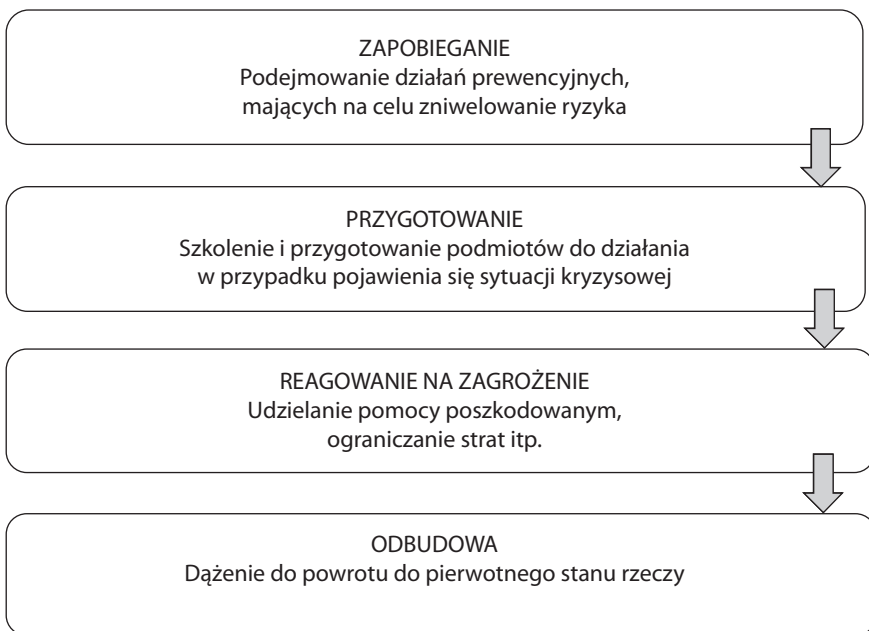 ZAPOBIEGANIE
Podejmowanie działań prewencyjnych,
mających na celu zniwelowanie ryzyka
PRZYGOTOWANIE
Szkolenie i przygotowanie podmiotów do działania
w przypadku pojawienia się sytuacji kryzysowej
REAGOWANIE NA ZAGROŻENIE
Udzielanie pomocy poszkodowanym,
ograniczanie strat itp.
ODBUDOWA
Dążenie do powrotu do pierwotnego stanu rzeczy